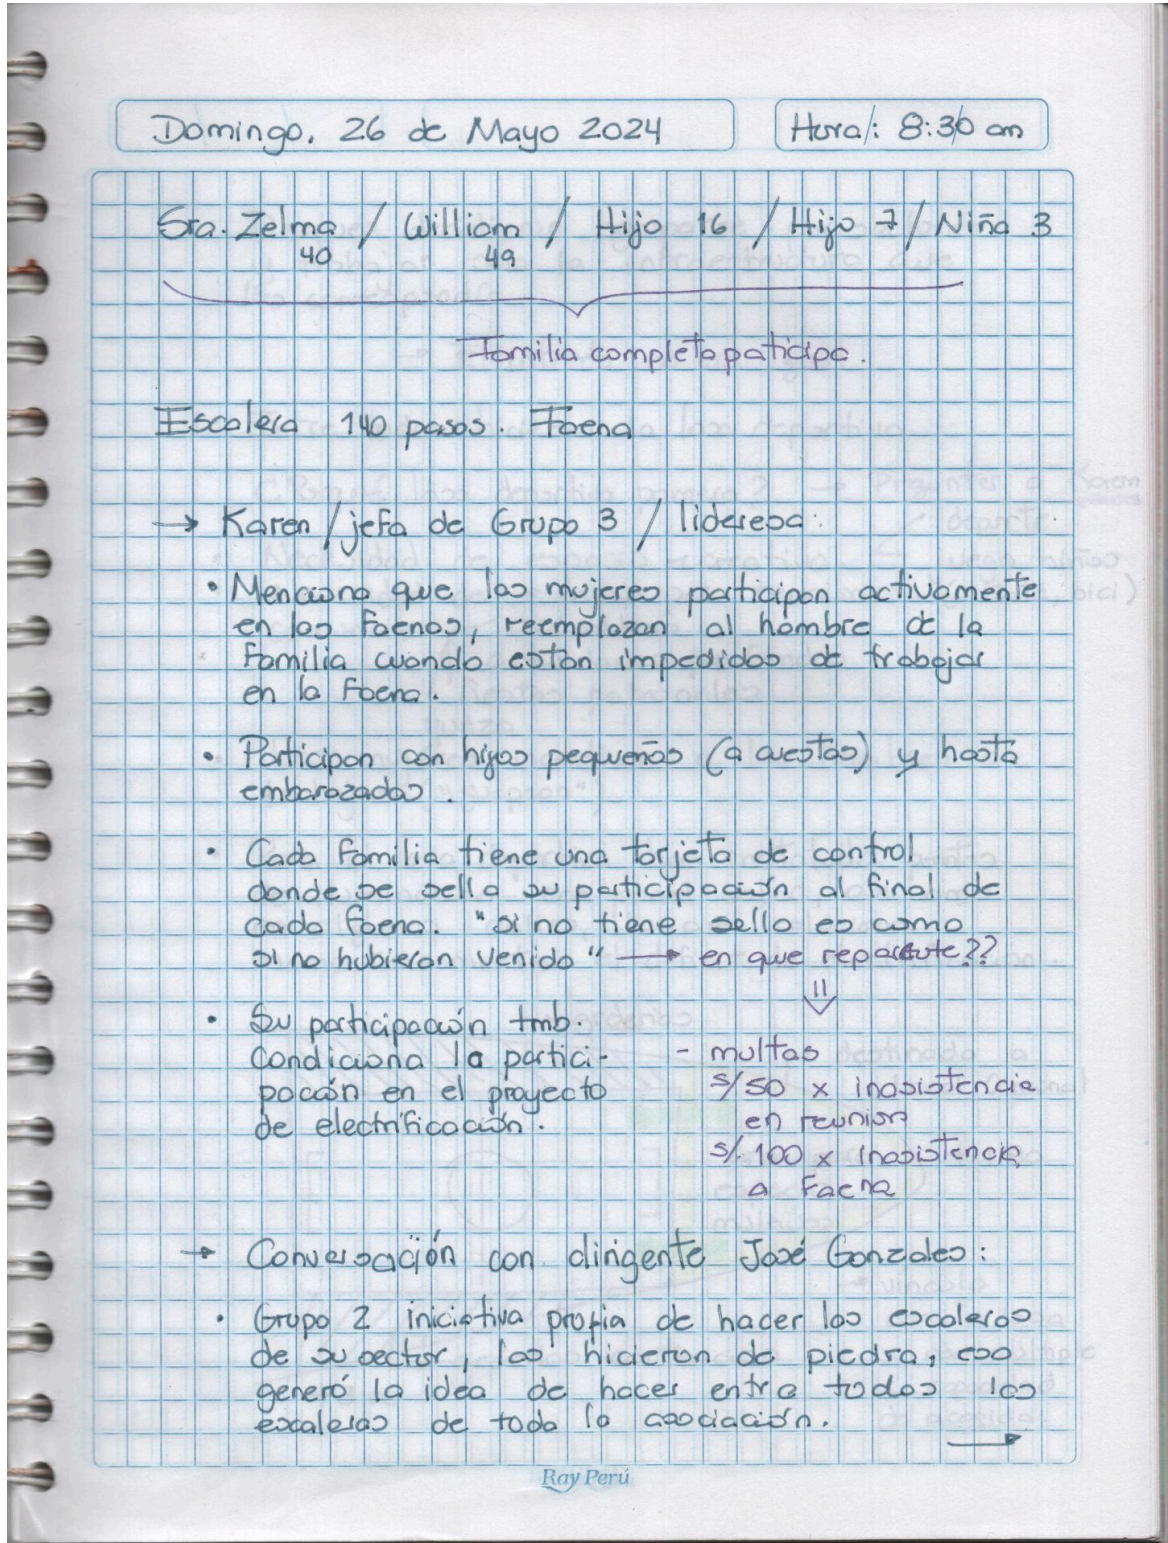 Domingo, 26 de Mayo 2024
Hora/: 8:30 am
Sra. Zelma / William / Hijo 16 / Hijo 7 / Niña 3
40 49
Familia completa paticipa.
Escalera 140 pasos. Faena
→ Karen / jefa de Grupo 3 / lideresa:
• Menciona que las mujeres participan activamente
en las faenas, reemplazan al hombre de la
familia cuando estan impedidos de trabajar
en la faena.
• Participan con hijos pequeños (a cuestas) y hasta
embarazadas.
• Cada familia tiene una tarjeta de control
donde se sella su participación al final de
cada faena. "si no tiene sello es como
si no hubieran venido" → en que repercute??
⇓
• Su participación tmb.
condiciona la partici-
pación en el proyecto
de electrificación.
- multas
S/50 x inasistencia
en reunion
S/. 100 x inasistencia
a Faena
→ Conversación con dirigente José Gonzales:
• Grupo 2 iniciativa propia de hacer las escaleras
de su sector, las hicieron de piedra, eso
generó la idea de hacer entre todos las
escaleras de toda la asociación.
→
Ray Perú